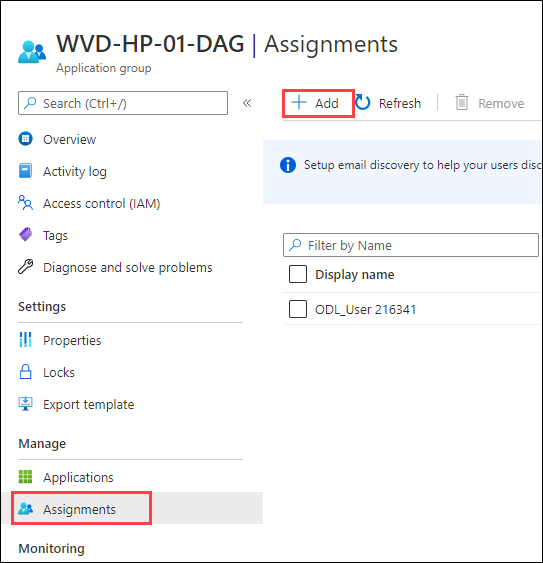 WVD-HP-01-DAG | Assignments
Application group
Search (Ctrl+/)
«
Add
Refresh
Remove
Overview
Activity log
Access control (IAM)
Tags
Diagnose and solve problems
Setup email discovery to help your users disc
Filter by Name
Display name
ODL_User 216341
Settings
Properties
Locks
Export template
Manage
Applications
Assignments
Monitoring